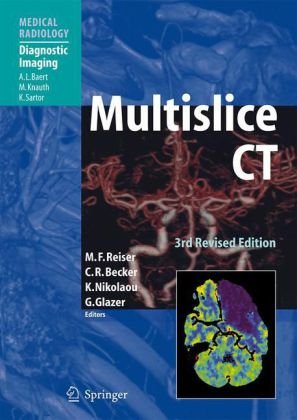 MEDICAL
RADIOLOGY
Diagnostic
Imaging
A. L. Baert
M. Knauth
K. Sartor
Multislice
CT
3rd Revised Edition
M. F. Reiser
C. R. Becker
K. Nikolaou
G. Glazer
Editors
Springer